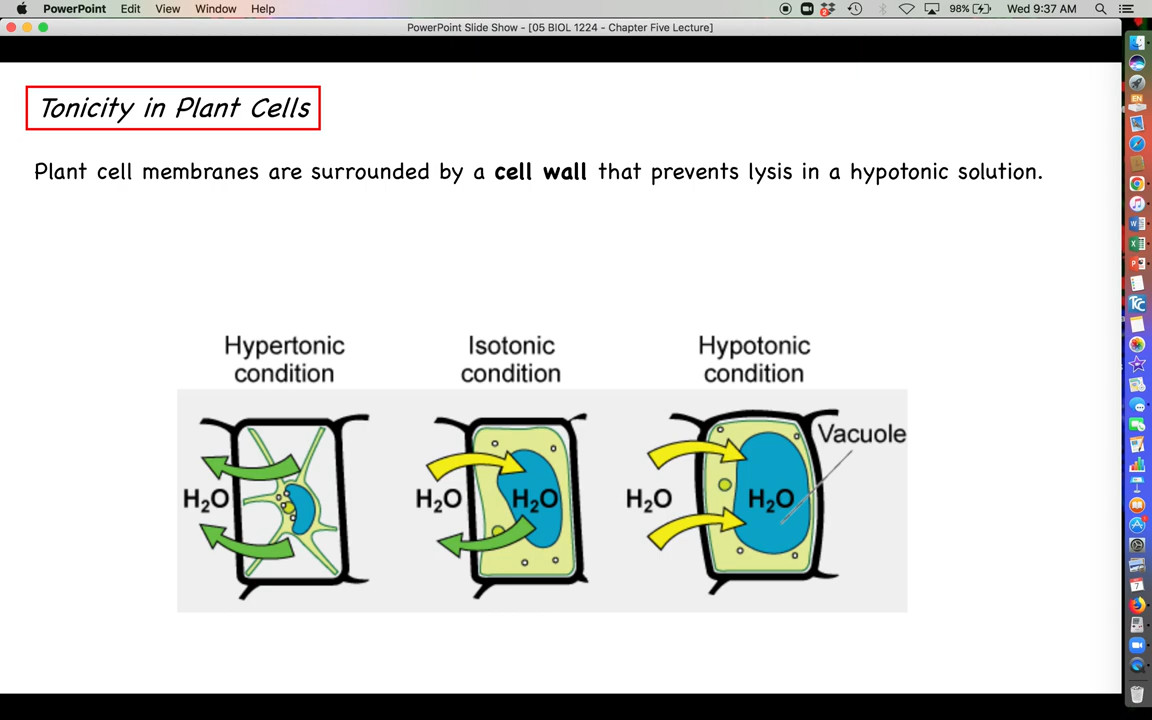 PowerPoint Edit View Window Help 98% Wed 9:37 AM
PowerPoint Slide Show - [05 BIOL 1224 - Chapter Five Lecture]
Tonicity in Plant Cells
Plant cell membranes are surrounded by a cell wall that prevents lysis in a hypotonic solution.
Hypertonic condition
Isotonic condition
Hypotonic condition
Vacuole
H₂O
H₂O
H₂O
H₂O
H₂O
EN
TCC